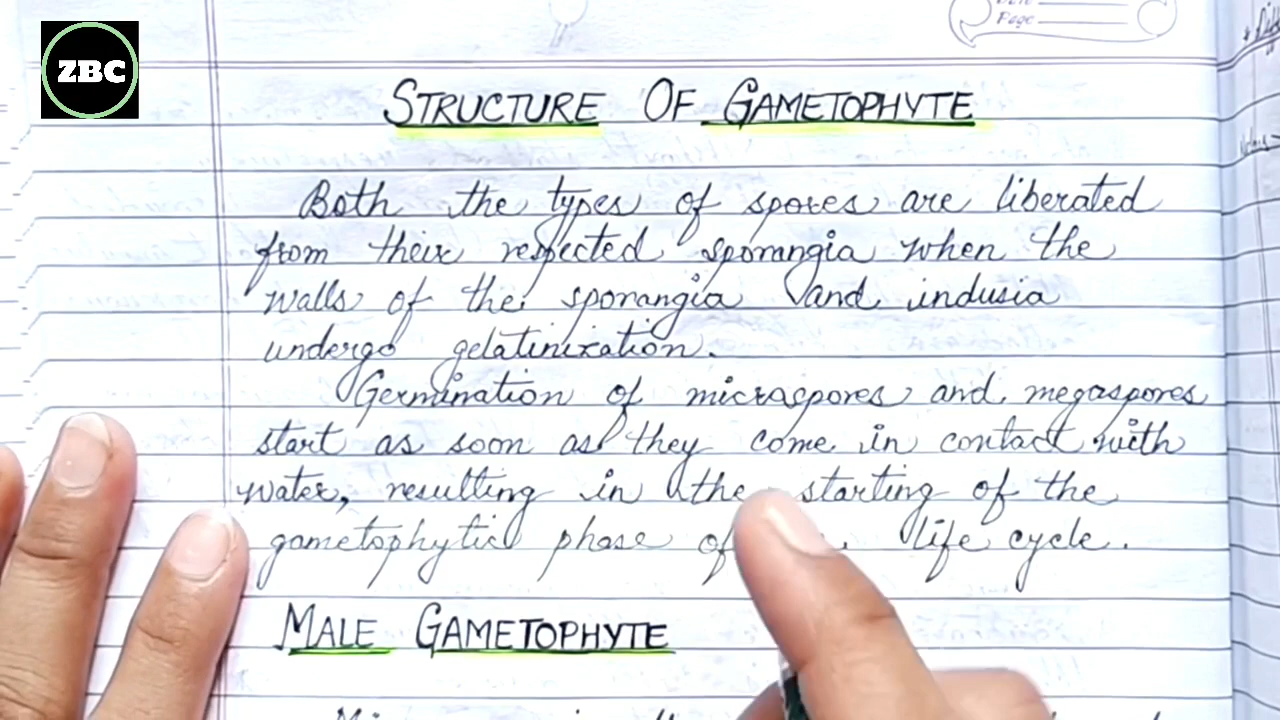 ZBC
Page
STRUCTURE OF GAMETOPHYTE
Both the types of spores are liberated
from their respected sporangia when the
walls of the sporangia and indusia
undergo gelatinixation.
Germination of microspores and megaspores
start as soon as they come in contact with
water, resulting in the starting of the
gametophytic phase of life cycle.
MALE GAMETOPHYTE